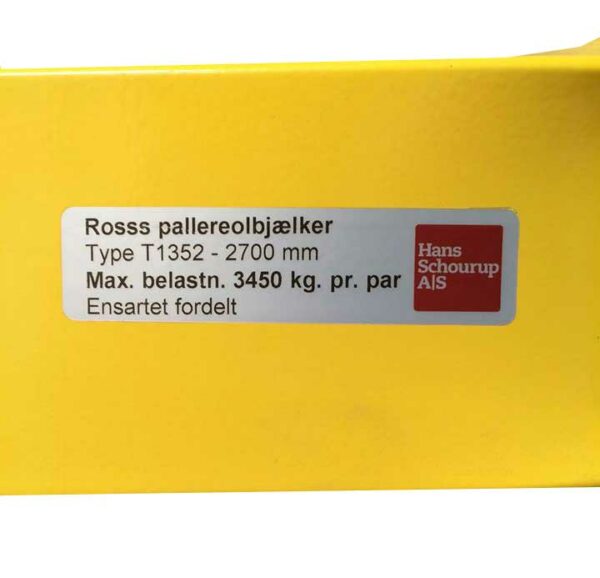 Rosss pallereolbjælker
Type T1352 - 2700 mm
Max. belastn. 3450 kg. pr. par
Ensartet fordelt
Hans
Schourup
A|S